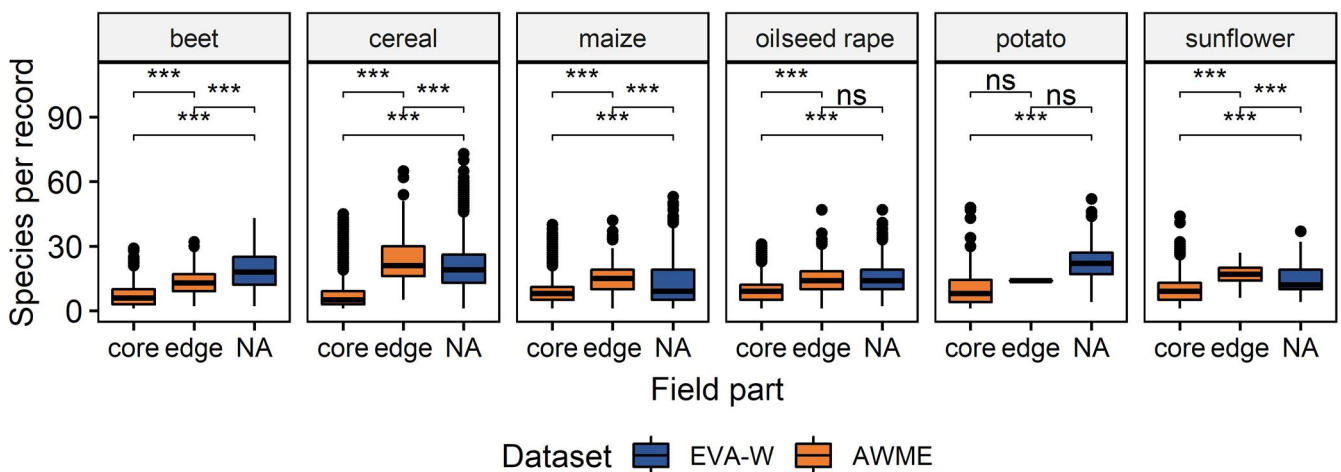 beet cereal maize oilseed rape potato sunflower
*** *** *** *** ns ***
*** *** *** ns ns ***
*** *** *** *** *** ***
Species per record
90
60
30
0
core edge NA core edge NA core edge NA core edge NA core edge NA core edge NA
Field part
Dataset EVA-W AWME